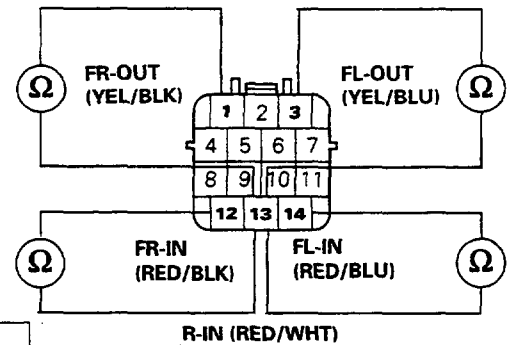 FR-OUT
(YEL/BLK)
FL-OUT
(YEL/BLU)
Ω
Ω
1 2 3
4 5 6 7
8 9 10 11
12 13 14
FR-IN
(RED/BLK)
FL-IN
(RED/BLU)
Ω
Ω
R-IN (RED/WHT)